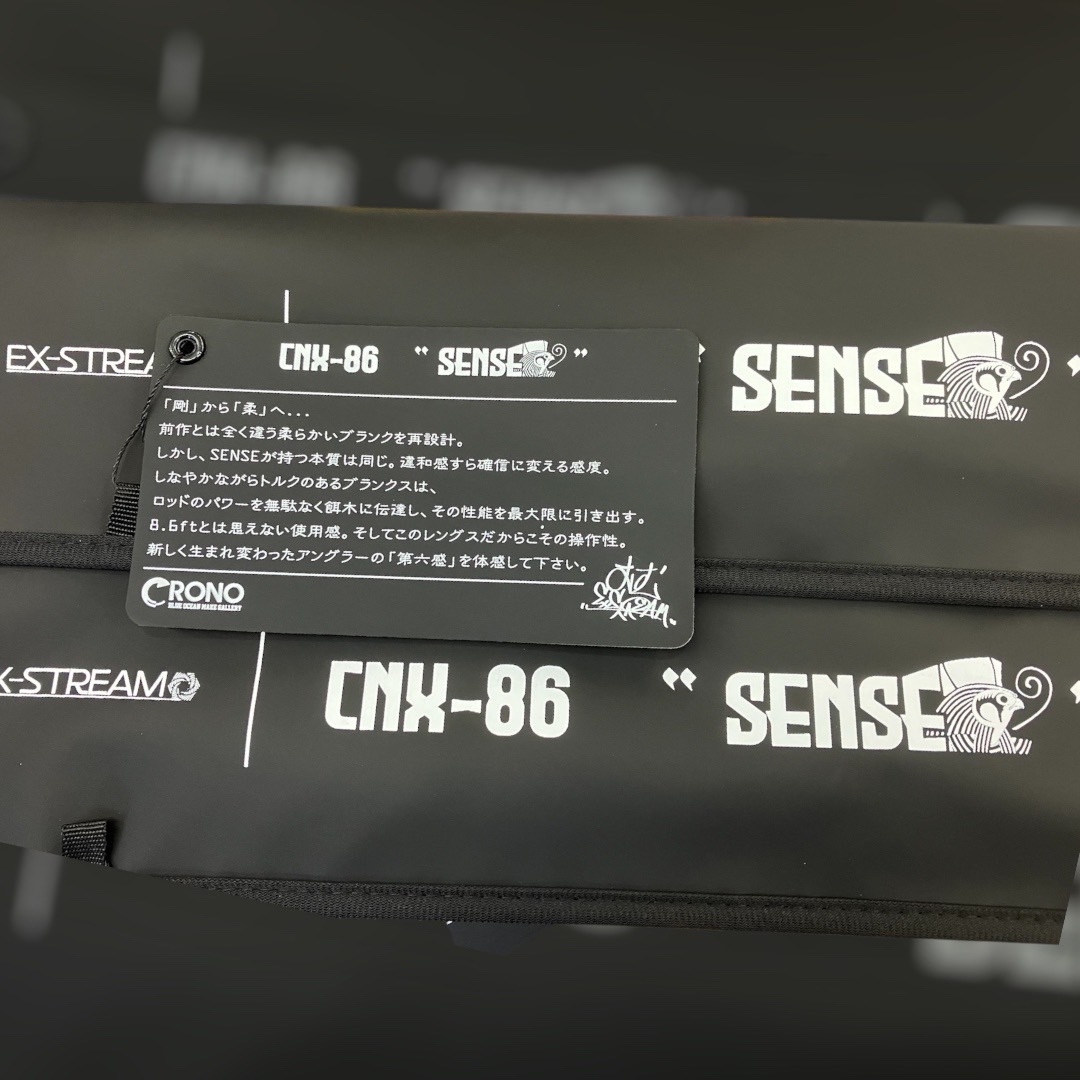 EX-STREA
CNX-86 “ SENSE ”
「剛」から「柔」へ...
前作とは全く違う柔らかいブランクを再設計。
しかし、SENSEが持つ本質は同じ。違和感すら確信に変える感度。
しなやかながらトルクのあるブランクスは、
ロッドのパワーを無駄なく餌木に伝達し、その性能を最大限に引き出す。
8.6ftとは思えない使用感。そしてこのレングスだからこその操作性。
新しく生まれ変わったアングラーの「第六感」を体感して下さい。
CRONO
BLUE OCEAN MAKE GALLERY
” SENSE ”
X-STREAM
CNX-86 “ SENSE ”